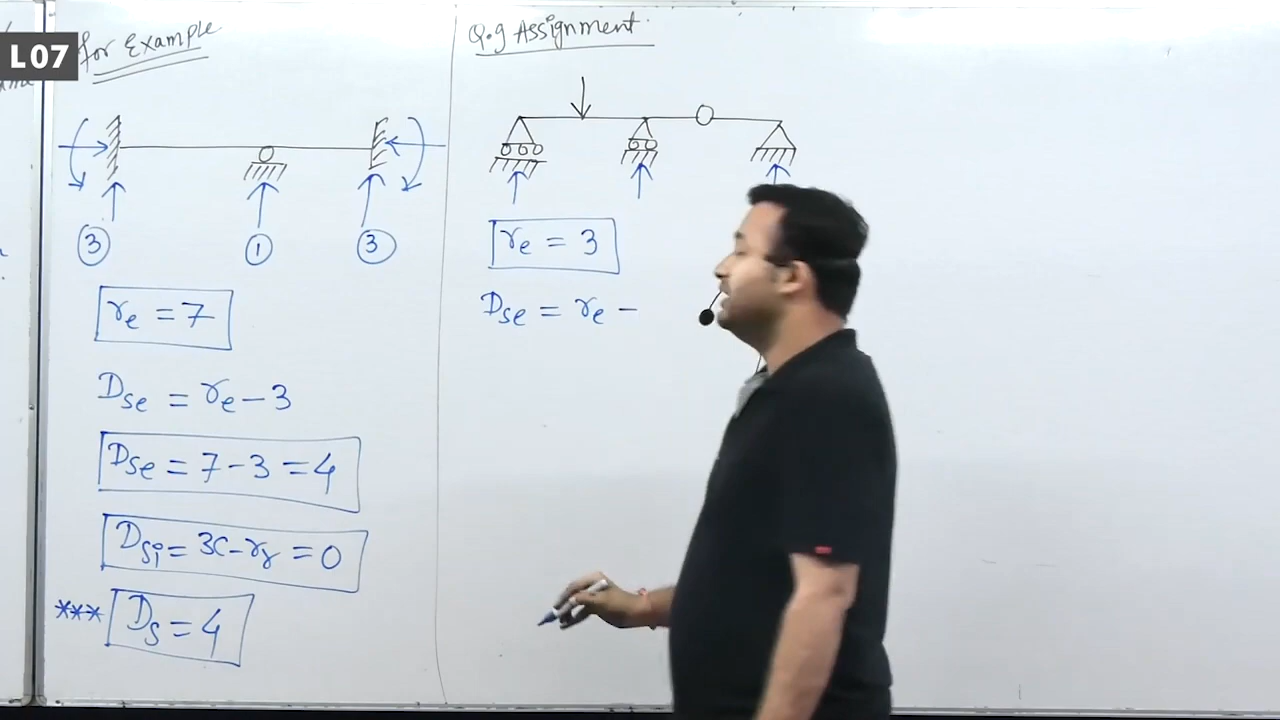 L07
for Example
3
1
3
re = 7
Dse = re - 3
Dse = 7 - 3 = 4
Dsi = 3C - rr = 0
*** Ds = 4
Q.9 Assignment
re = 3
Dse = re -